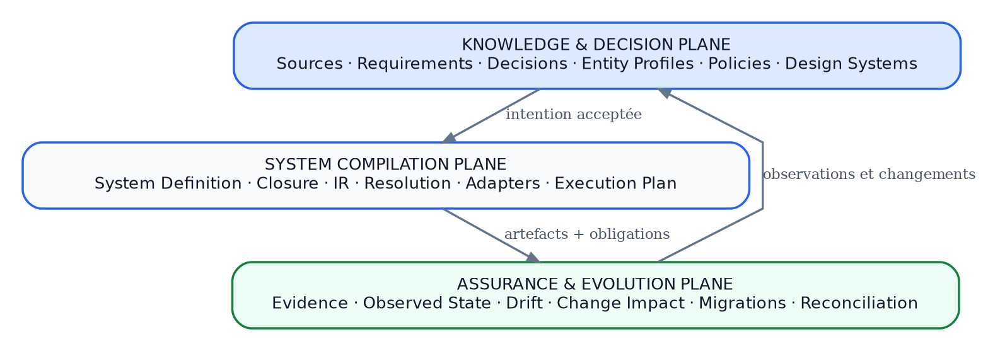 KNOWLEDGE & DECISION PLANE
Sources · Requirements · Decisions · Entity Profiles · Policies · Design Systems
intention acceptée
SYSTEM COMPILATION PLANE
System Definition · Closure · IR · Resolution · Adapters · Execution Plan
observations et changements
artefacts + obligations
ASSURANCE & EVOLUTION PLANE
Evidence · Observed State · Drift · Change Impact · Migrations · Reconciliation